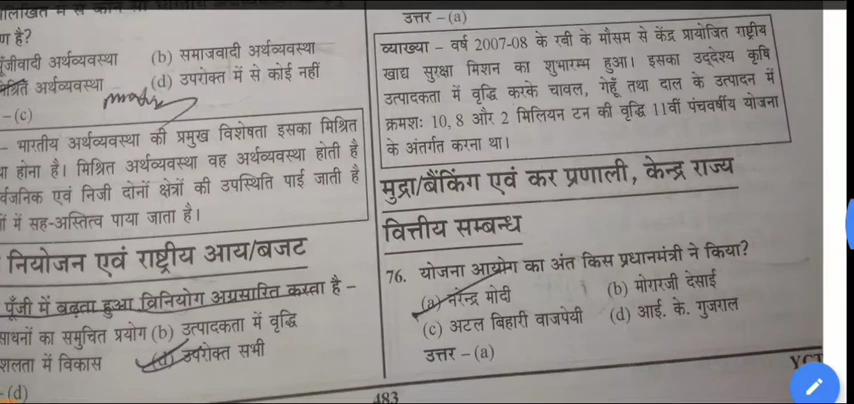 ण है?
पूँजीवादी अर्थव्यवस्था (b) समाजवादी अर्थव्यवस्था
मिश्रित अर्थव्यवस्था (d) उपरोक्त में से कोई नहीं
– (c)
– भारतीय अर्थव्यवस्था की प्रमुख विशेषता इसका मिश्रित
या होना है। मिश्रित अर्थव्यवस्था वह अर्थव्यवस्था होती है
र्वजनिक एवं निजी दोनों क्षेत्रों की उपस्थिति पाई जाती है
ों में सह-अस्तित्व पाया जाता है।
नियोजन एवं राष्ट्रीय आय/बजट
पूँजी में बढ़ता हुआ विनियोग अग्रसारित करता है –
साधनों का समुचित प्रयोग (b) उत्पादकता में वृद्धि
शलता में विकास (d) उपरोक्त सभी
– (d)
उत्तर – (a)
व्याख्या – वर्ष 2007-08 के रबी के मौसम से केंद्र प्रायोजित राष्ट्रीय
खाद्य सुरक्षा मिशन का शुभारम्भ हुआ। इसका उद्देश्य कृषि
उत्पादकता में वृद्धि करके चावल, गेहूँ तथा दाल के उत्पादन में
क्रमश: 10, 8 और 2 मिलियन टन की वृद्धि 11वीं पंचवर्षीय योजना
के अंतर्गत करना था।
मुद्रा/बैंकिंग एवं कर प्रणाली, केन्द्र राज्य
वित्तीय सम्बन्ध
76. योजना आयोग का अंत किस प्रधानमंत्री ने किया?
(a) नरेन्द्र मोदी (b) मोरारजी देसाई
(c) अटल बिहारी वाजपेयी (d) आई. के. गुजराल
उत्तर – (a)
483
YCT